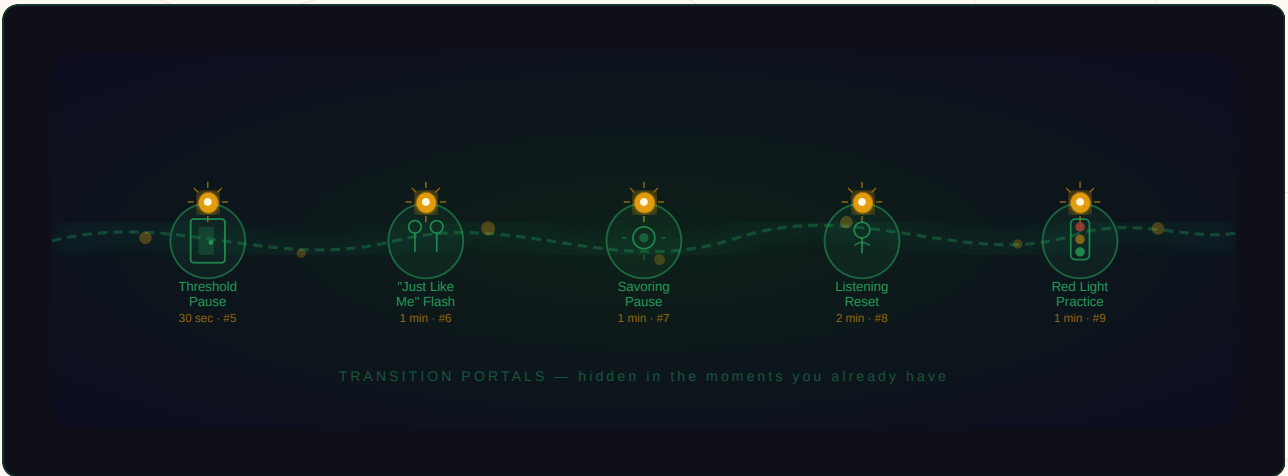 Threshold
Pause
30 sec · #5
"Just Like
Me" Flash
1 min · #6
Savoring
Pause
1 min · #7
Listening
Reset
2 min · #8
Red Light
Practice
1 min · #9
TRANSITION PORTALS — hidden in the moments you already have